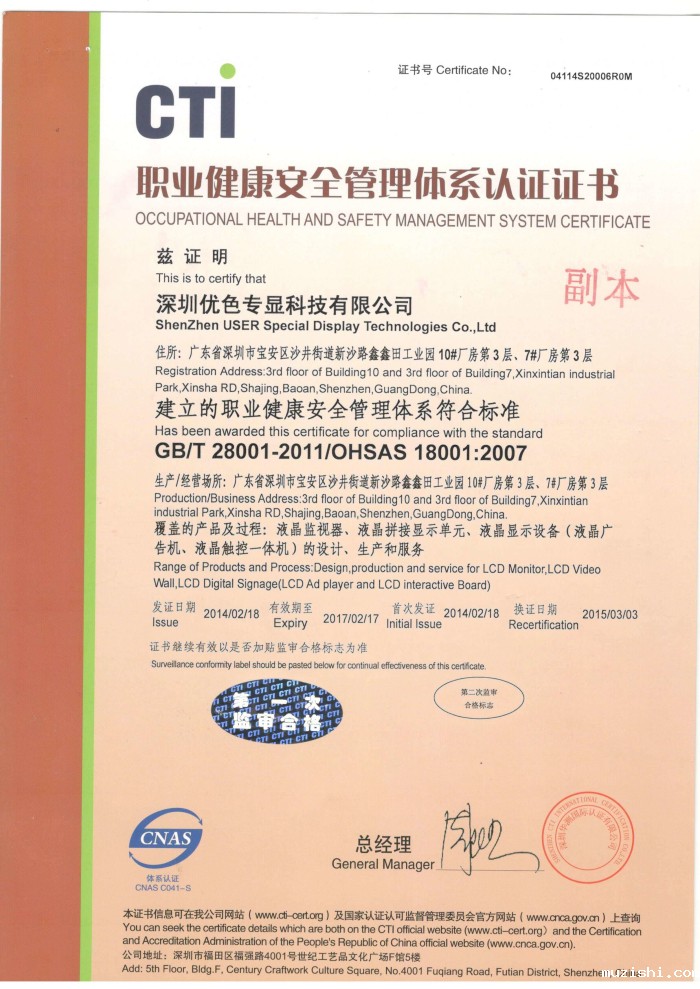 证书号 Certificate No: 04114S20006R0M
CTI
职业健康安全管理体系认证证书
OCCUPATIONAL HEALTH AND SAFETY MANAGEMENT SYSTEM CERTIFICATE
兹证明
This is to certify that
副本
深圳优色专显科技有限公司
ShenZhen USER Special Display Technologies Co.,Ltd
住所：广东省深圳市宝安区沙井街道新沙路鑫鑫田工业园10#厂房第3层、7#厂房第3层
Registration Address:3rd floor of Building10 and 3rd floor of Building7,Xinxintian industrial
Park,Xinsha RD,Shajing,Baoan,Shenzhen,GuangDong,China.
建立的职业健康安全管理体系符合标准
Has been awarded this certificate for compliance with the standard
GB/T 28001-2011/OHSAS 18001:2007
生产/经营场所：广东省深圳市宝安区沙井街道新沙路鑫鑫田工业园10#厂房第3层、7#厂房第3层
Production/Business Address:3rd floor of Building10 and 3rd floor of Building7,Xinxintian
industrial Park,Xinsha RD,Shajing,Baoan,Shenzhen,GuangDong,China.
覆盖的产品及过程：液晶监视器、液晶拼接显示单元、液晶显示设备（液晶广
告机、液晶触控一体机）的设计、生产和服务
Range of Products and Process:Design,production and service for LCD Monitor,LCD Video
Wall,LCD Digital Signage(LCD Ad player and LCD interactive Board)
发证日期 2014/02/18 有效期至 2017/02/17 首次发证 2014/02/18 换证日期 2015/03/03
Issue Expiry Initial Issue Recertification
证书继续有效以是否加贴监审合格标志为准
Surveillance conformity label should be pasted below for continual effectiveness of this certificate.
第一次
监审合格
第二次监审
合格标志
CNAS
体系认证
CNAS C041-S
总经理
General Manager
SHENZHEN CTI INTERNATIONAL CERTIFICATION CO.,LTD
深圳华测国际认证有限公司
本证书信息可在我公司网站（www.cti-cert.org）及国家认证认可监督管理委员会官方网站（www.cnca.gov.cn）上查询
You can seek the certificate details which are both on the CTI official website (www.cti-cert.org）and the Certification
and Accreditation Administration of the People's Republic of China official website (www.cnca.gov.cn).
公司地址：深圳市福田区福强路4001号世纪工艺品文化广场F馆5楼
Add: 5th Floor, Bldg.F, Century Craftwork Culture Square, No.4001 Fuqiang Road, Futian District, Shenzhen
muzishi.com